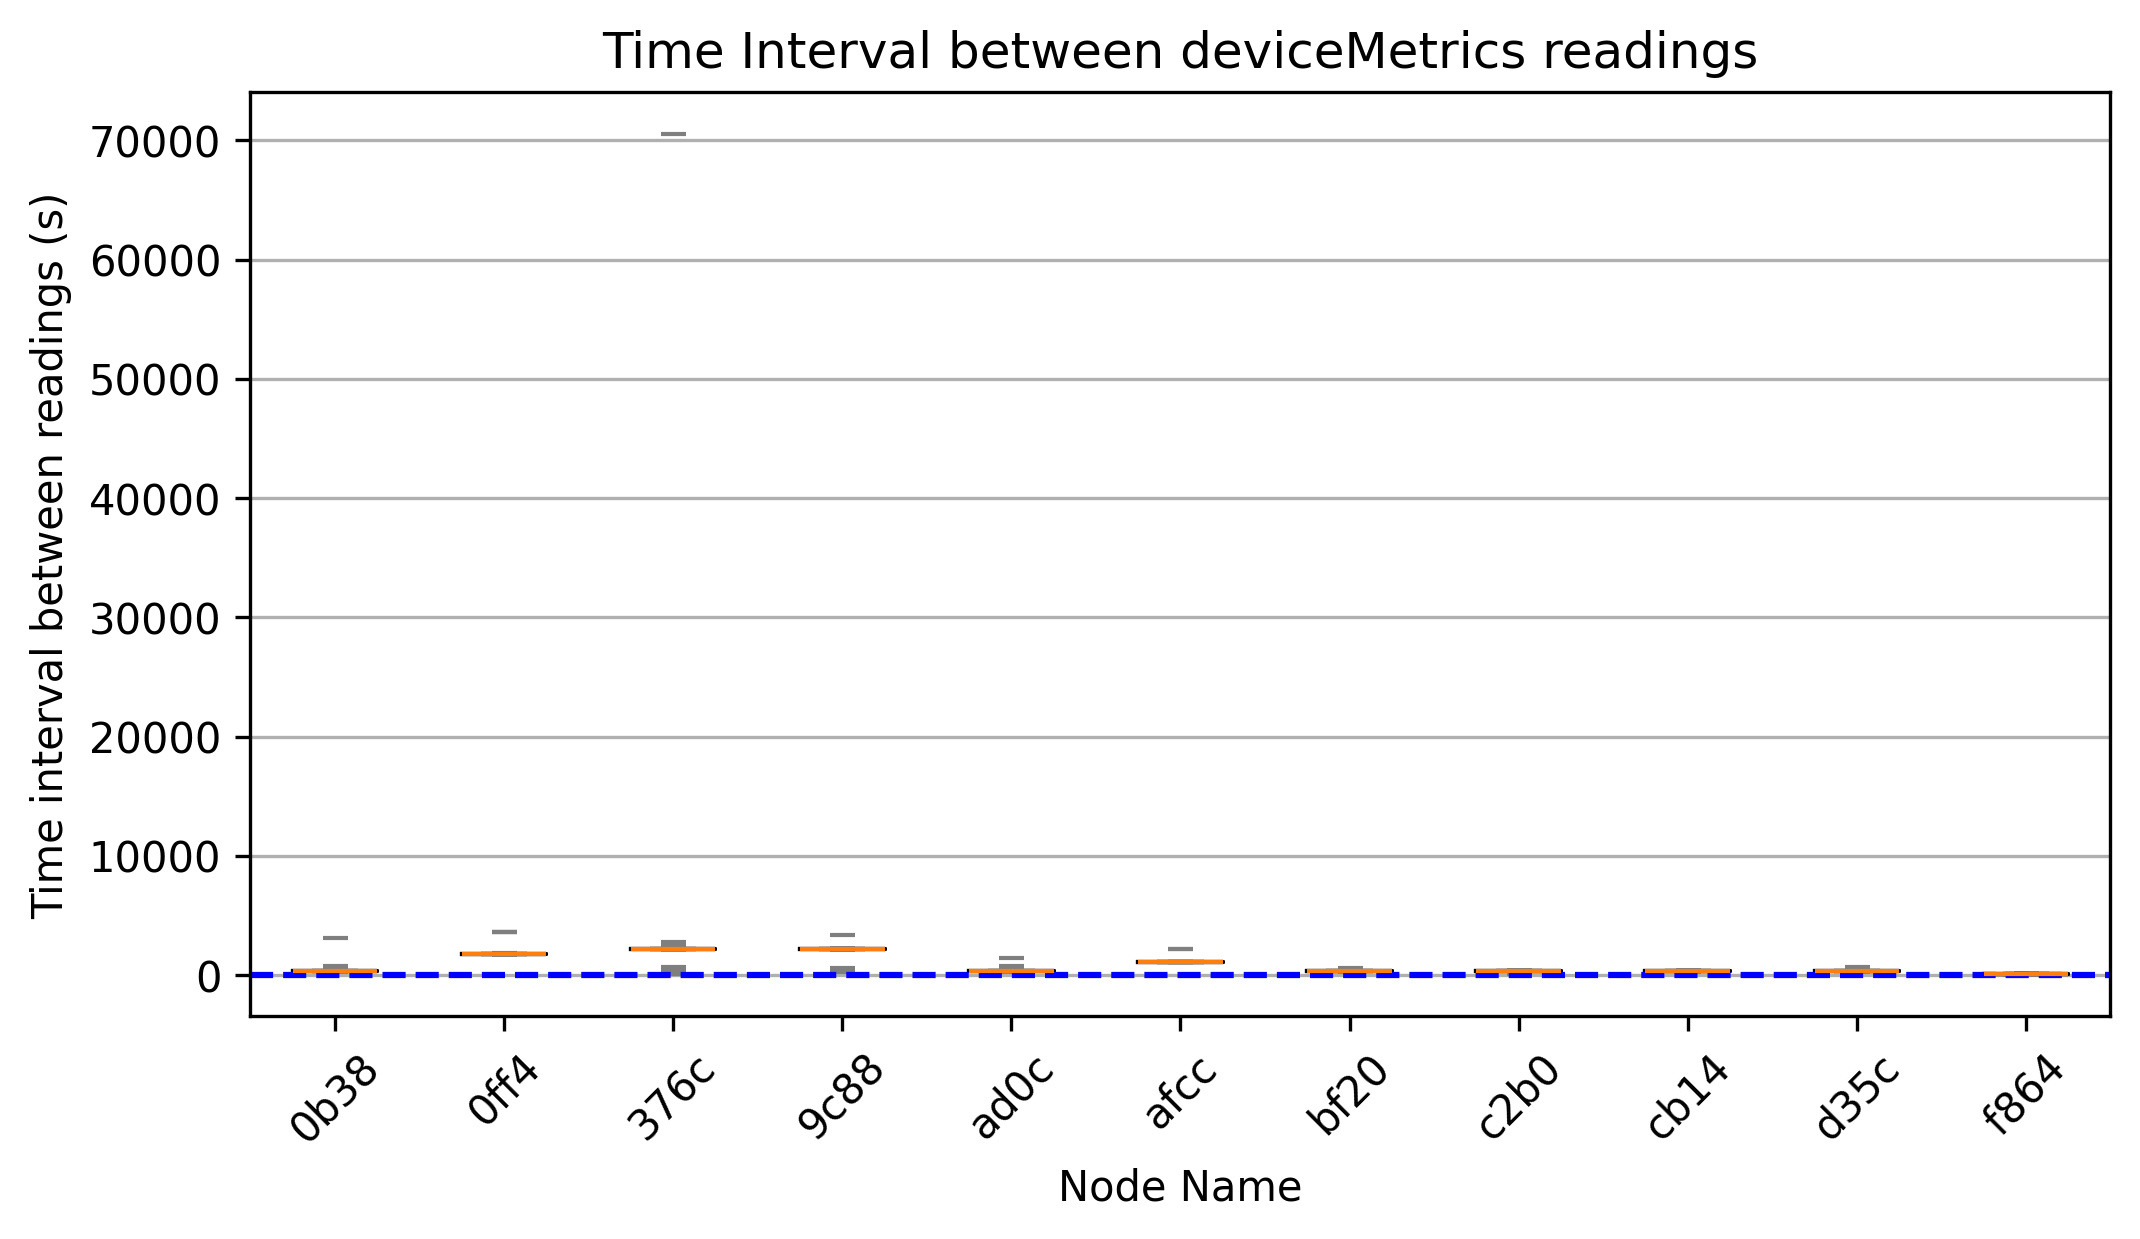 Time Interval between deviceMetrics readings
70000
60000
50000
40000
30000
20000
10000
0
Time interval between readings (s)
0b38 0ff4 376c 9c88 ad0c afcc bf20 c2b0 cb14 d35c f864
Node Name